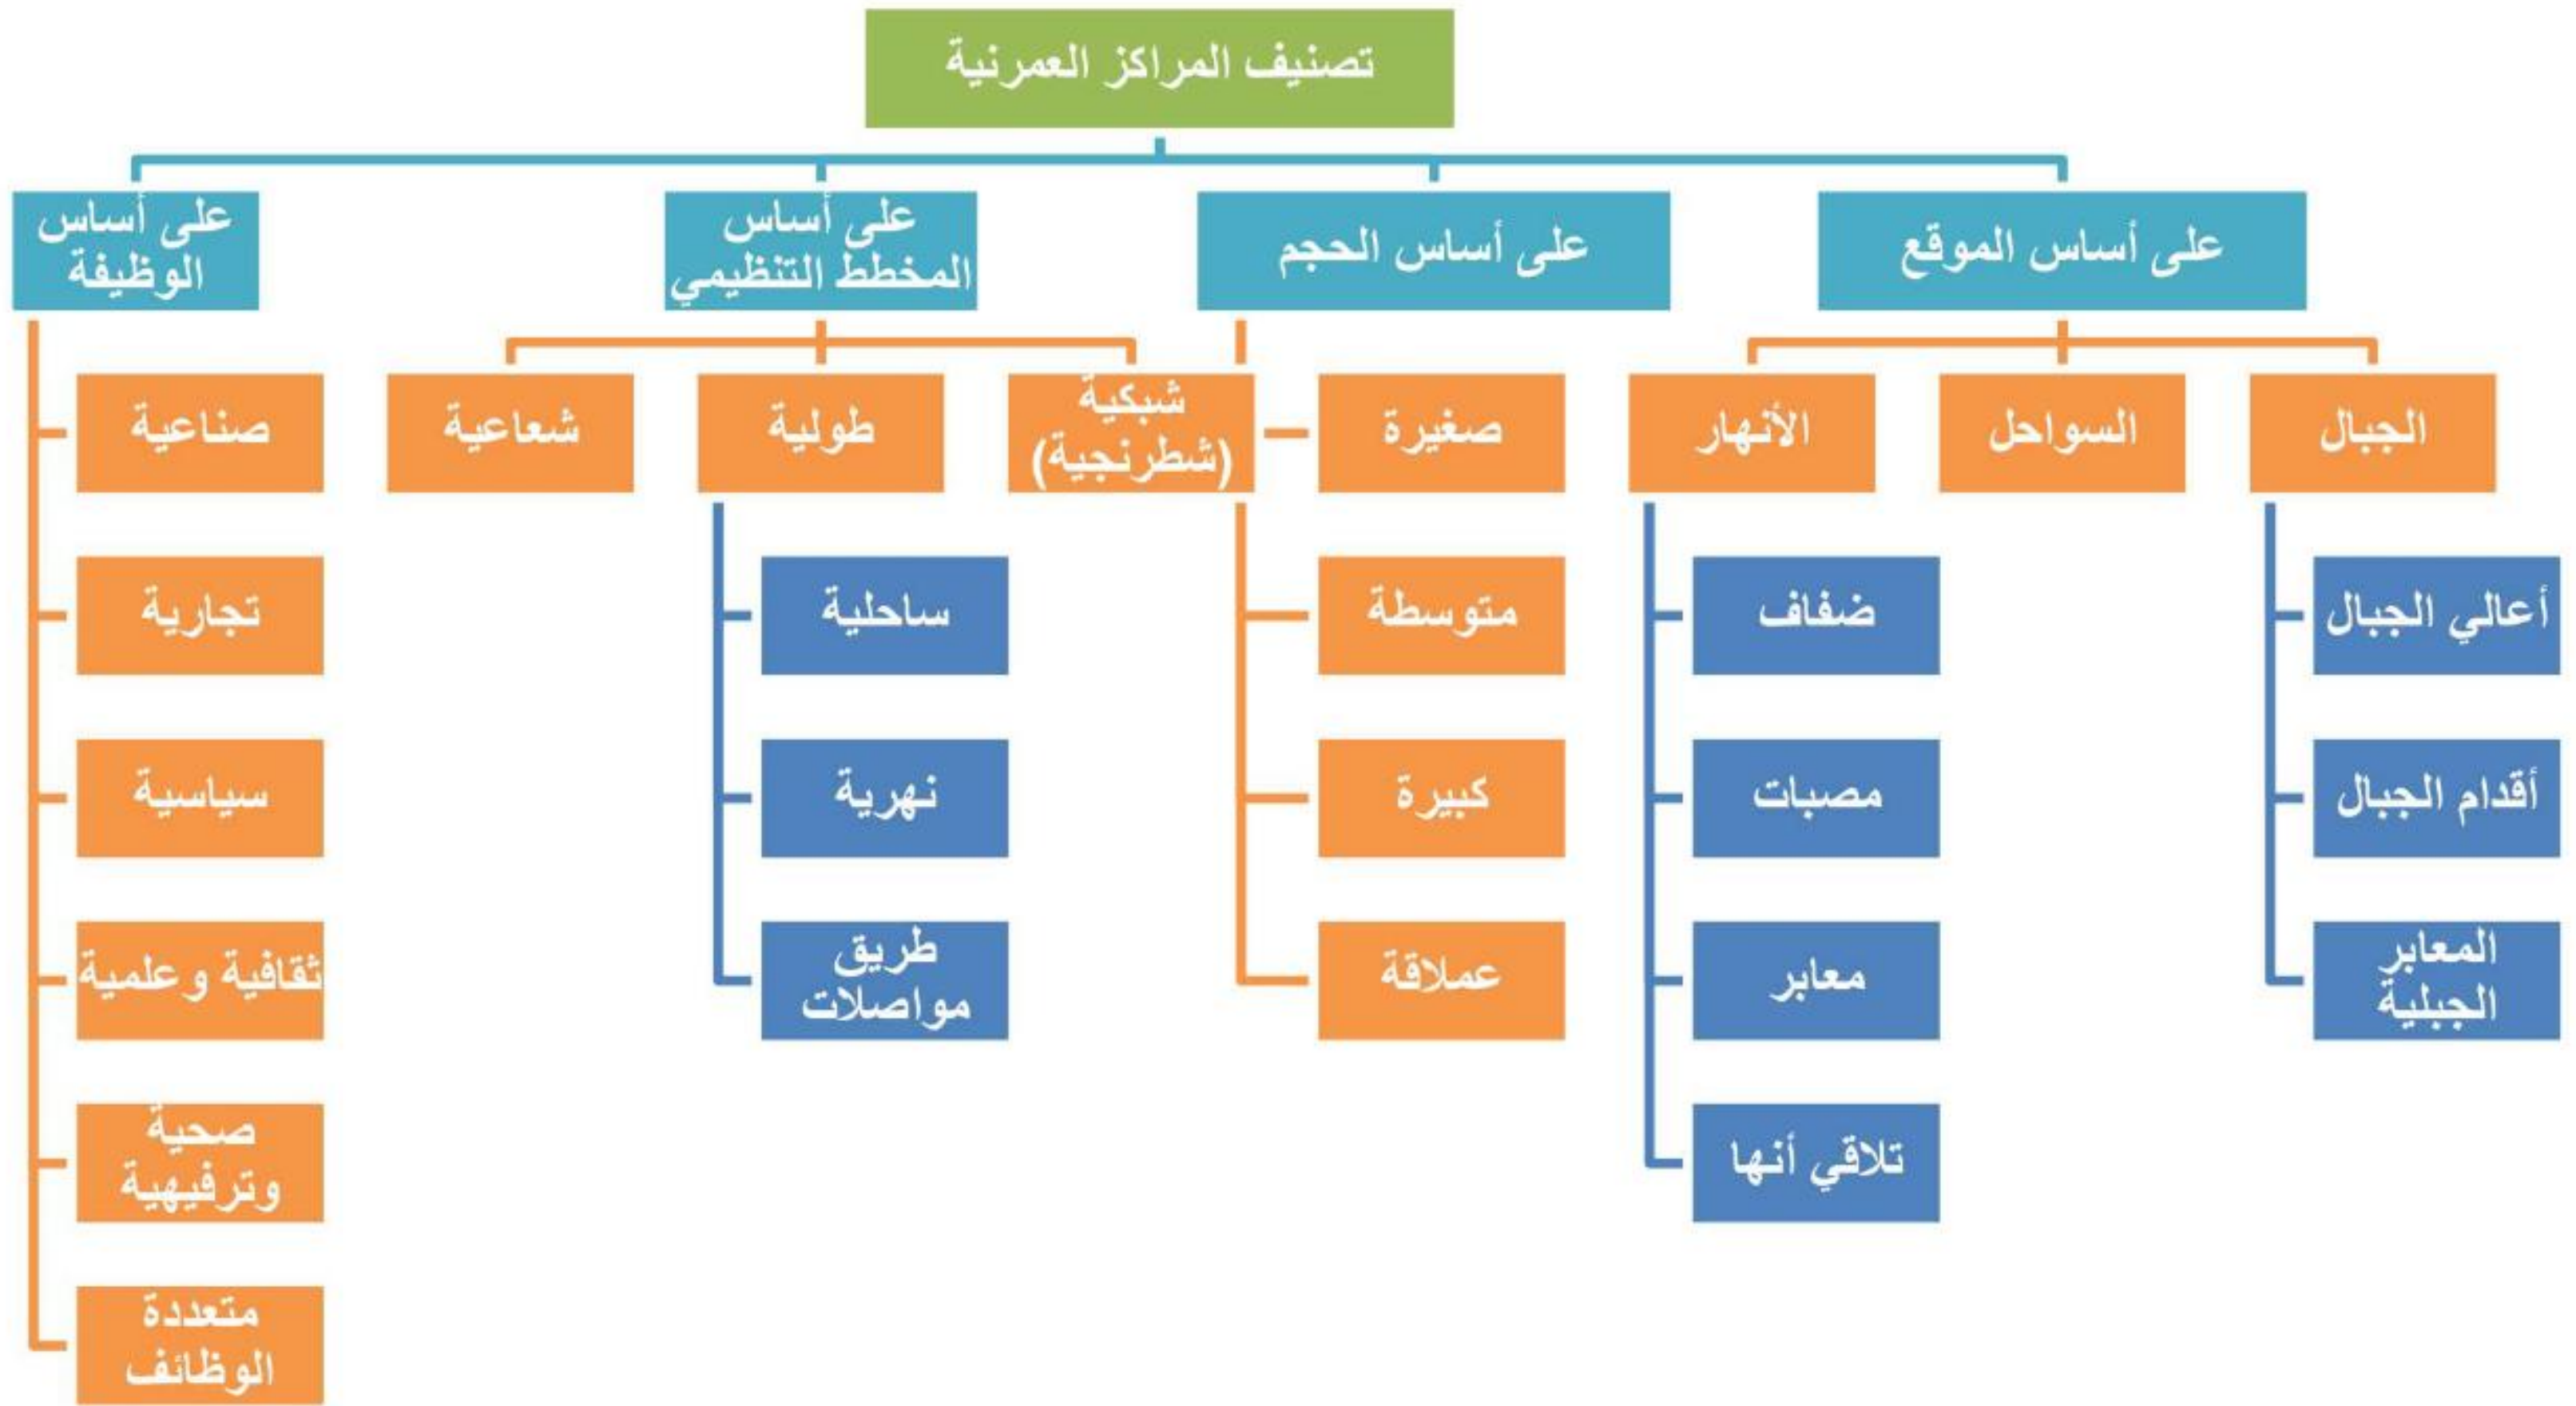 تصنيف المراكز العمرنية
على أساس الموقع
على أساس الحجم
على أساس
المخطط التنظيمي
على أساس
الوظيفة
الجبال
السواحل
الأنهار
صغيرة
شبكية
(شطرنجية)
طولية
شعاعية
صناعية
أعالي الجبال
ضفاف
متوسطة
ساحلية
تجارية
أقدام الجبال
مصبات
كبيرة
نهرية
سياسية
المعابر
الجبلية
معابر
عملاقة
طريق
مواصلات
ثقافية وعلمية
تلاقي أنها
صحية
وترفيهية
متعددة
الوظائف